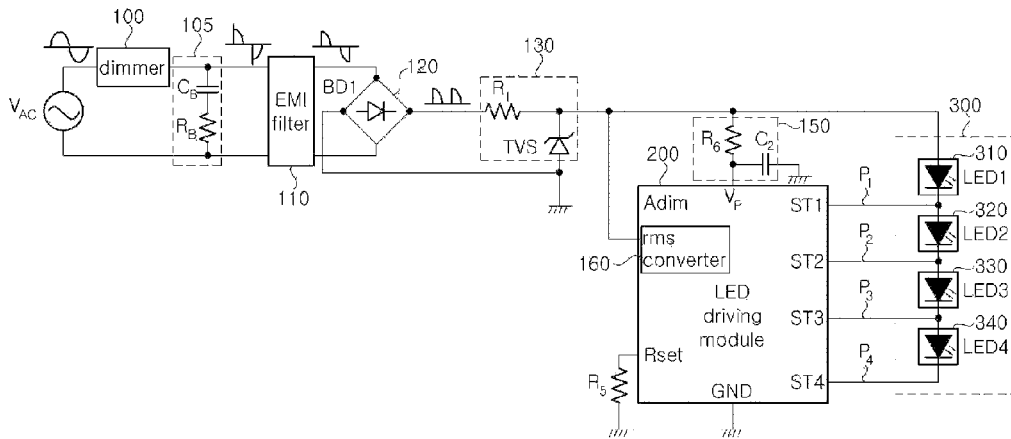 100
105
130
dimmer
V_AC
C_B
R_B
EMI
filter
110
BD1
120
R_1
TVS
150
R_6
C_2
V_P
200
Adim
rms
converter
160
LED
driving
module
Rset
R_5
GND
ST1
ST2
ST3
ST4
P_1
P_2
P_3
P_4
300
310
LED1
320
LED2
330
LED3
340
LED4